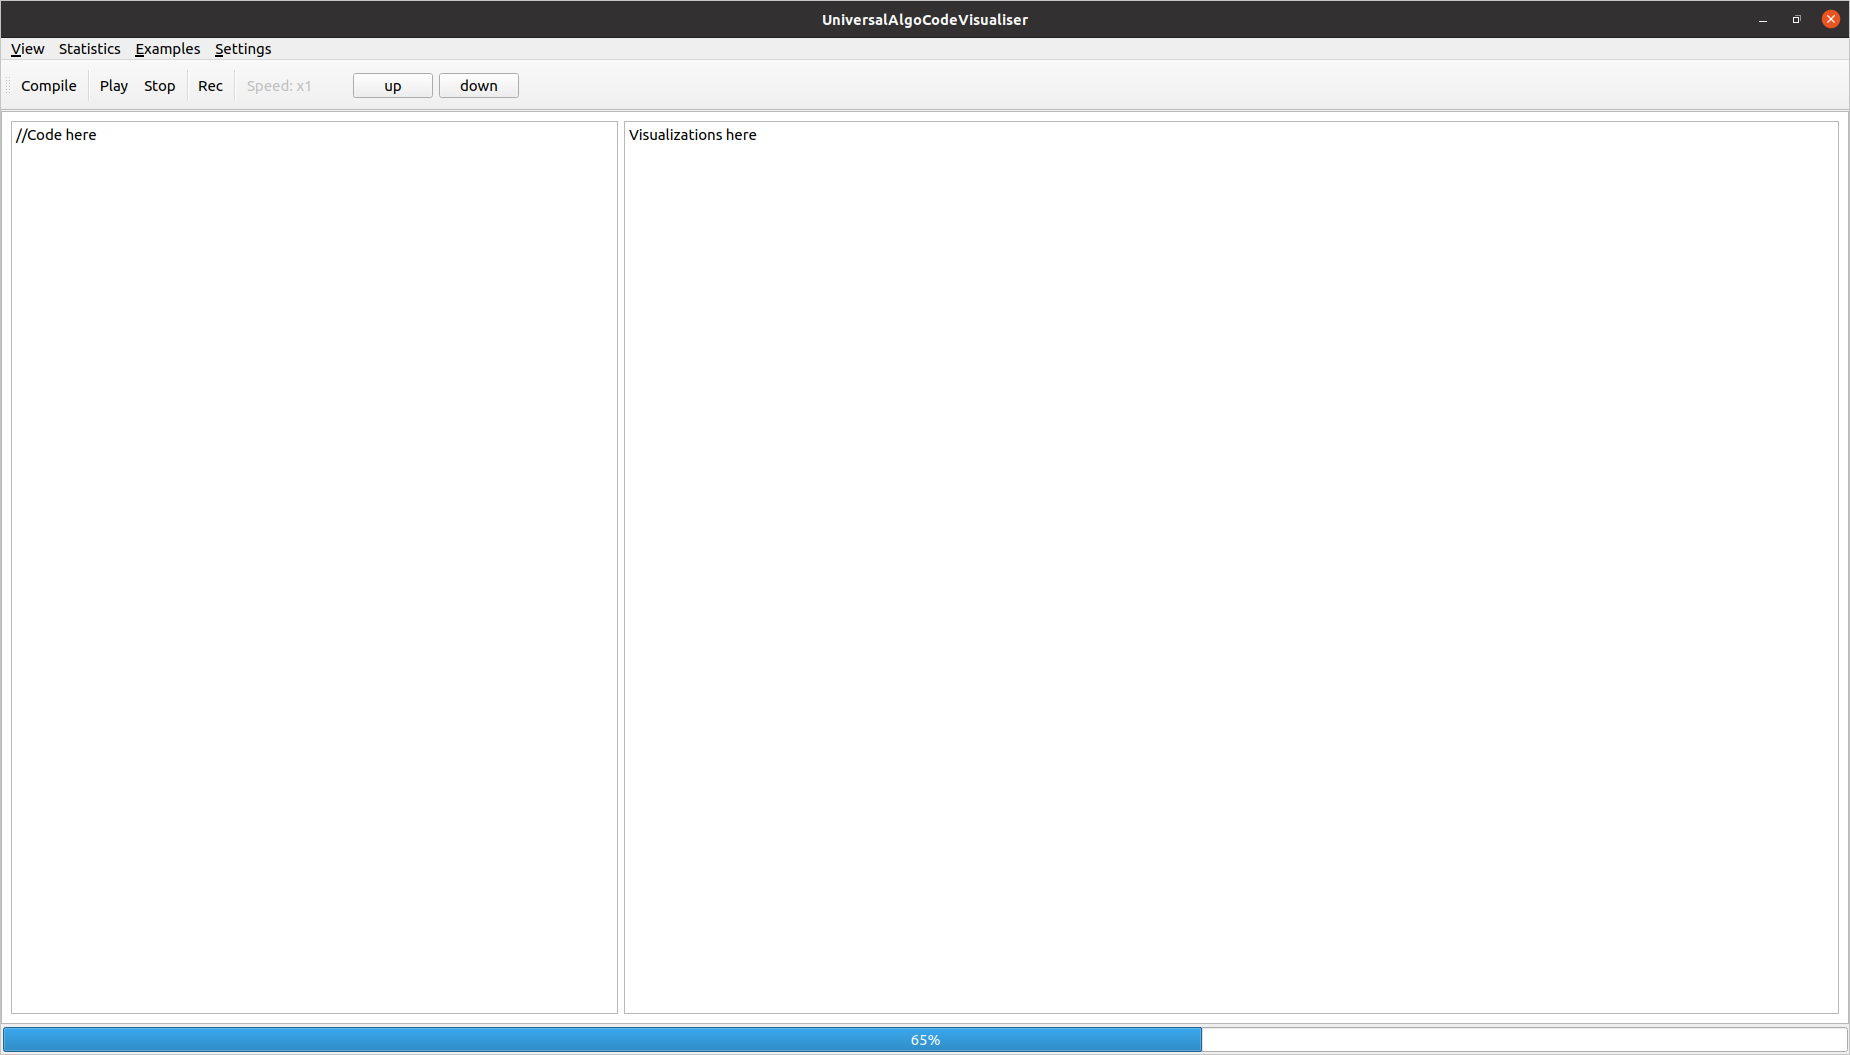 UniversalAlgoCodeVisualiser
View Statistics Examples Settings
Compile Play Stop Rec Speed: x1 up down
//Code here
Visualizations here
65%